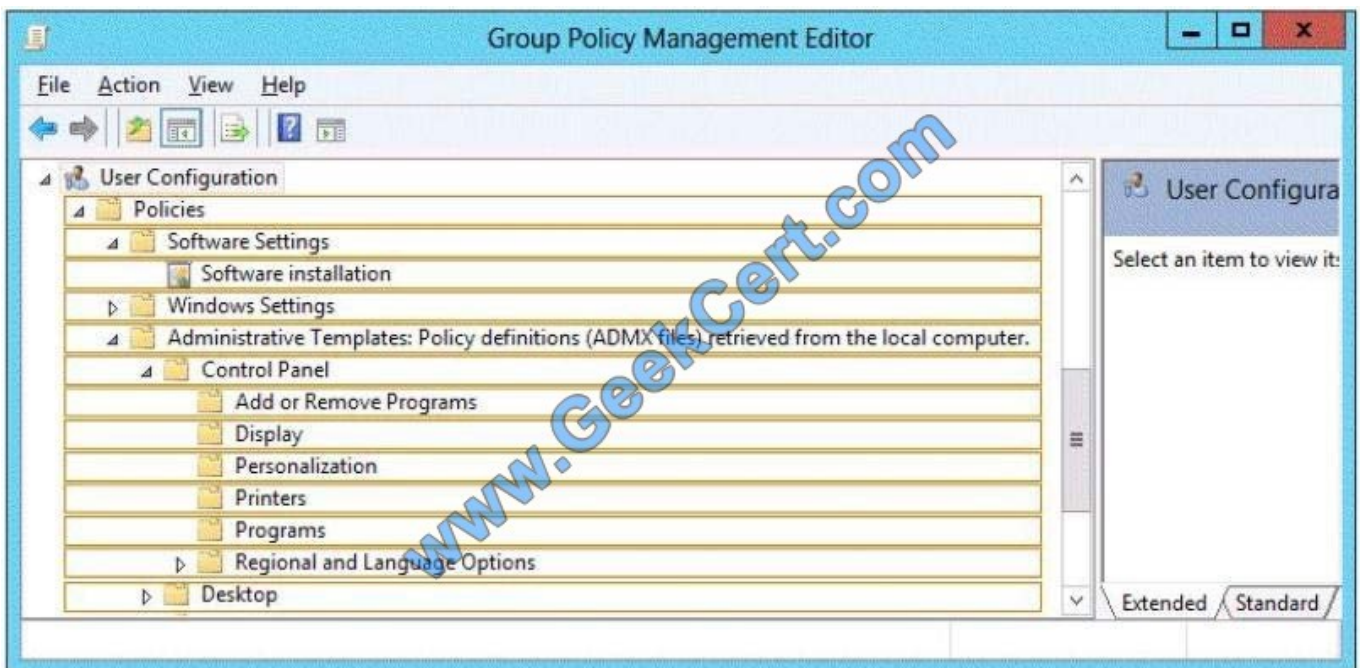 Group Policy Management Editor
File Action View Help
User Configuration
Policies
Software Settings
Software installation
Windows Settings
Administrative Templates: Policy definitions (ADMX files) retrieved from the local computer.
Control Panel
Add or Remove Programs
Display
Personalization
Printers
Programs
Regional and Language Options
Desktop
User Configura
Select an item to view it
Extended Standard
www.GeekCert.com